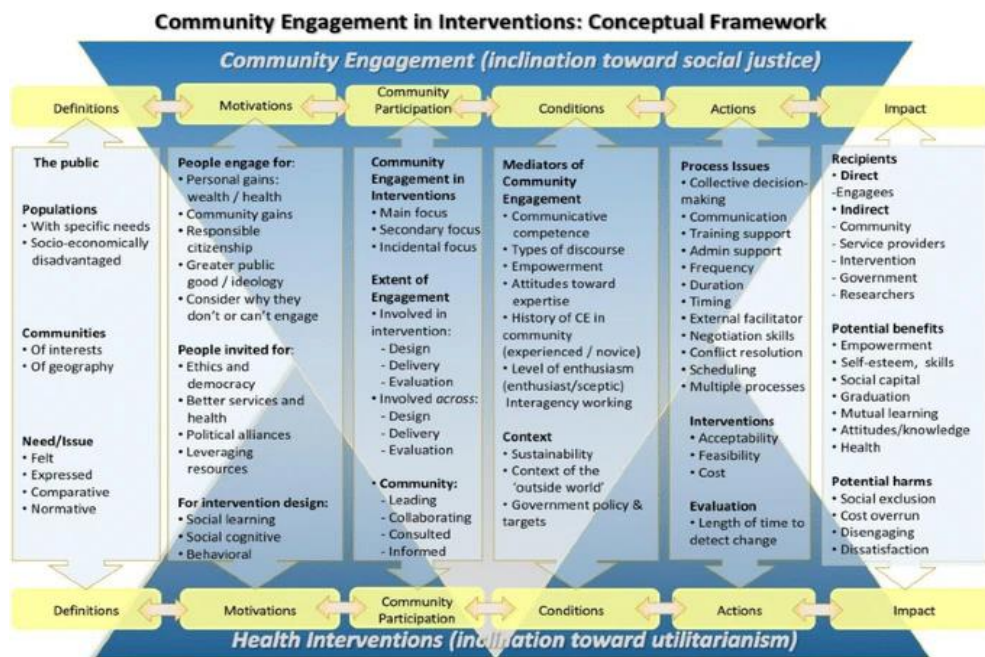 Community Engagement in Interventions: Conceptual Framework
Community Engagement (inclination toward social justice)
Definitions
Motivations
Community
Participation
Conditions
Actions
Impact
The public
Populations
• With specific needs
• Socio-economically
disadvantaged
Communities
• Of interests
• Of geography
Need/Issue
• Felt
• Expressed
• Comparative
• Normative
People engage for:
• Personal gains:
wealth / health
• Community gains
• Responsible
citizenship
• Greater public
good / ideology
• Consider why they
don't or can't engage
People invited for:
• Ethics and
democracy
• Better services and
health
• Political alliances
• Leveraging
resources
For intervention design:
• Social learning
• Social cognitive
• Behavioral
Community
Engagement in
Interventions
• Main focus
• Secondary focus
• Incidental focus
Extent of
Engagement
• Involved in
intervention:
- Design
- Delivery
- Evaluation
• Involved across:
- Design
- Delivery
- Evaluation
• Community:
- Leading
- Collaborating
- Consulted
- Informed
Mediators of
Community
Engagement
• Communicative
competence
• Types of discourse
• Empowerment
• Attitudes toward
expertise
• History of CE in
community
(experienced / novice)
• Level of enthusiasm
(enthusiast/sceptic)
Interagency working
Context
• Sustainability
• Context of the
'outside world'
• Government policy &
targets
Process Issues
• Collective decision-
making
• Communication
• Training support
• Admin support
• Frequency
• Duration
• Timing
• External facilitator
• Negotiation skills
• Conflict resolution
• Scheduling
• Multiple processes
Interventions
• Acceptability
• Feasibility
• Cost
Evaluation
• Length of time to
detect change
Recipients
• Direct
-Engagees
• Indirect
- Community
- Service providers
- Intervention
- Government
- Researchers
Potential benefits
• Empowerment
• Self-esteem, skills
• Social capital
• Graduation
• Mutual learning
• Attitudes/knowledge
• Health
Potential harms
• Social exclusion
• Cost overrun
• Disengaging
• Dissatisfaction
Definitions
Motivations
Community
Participation
Conditions
Actions
Impact
Health Interventions (inclination toward utilitarianism)